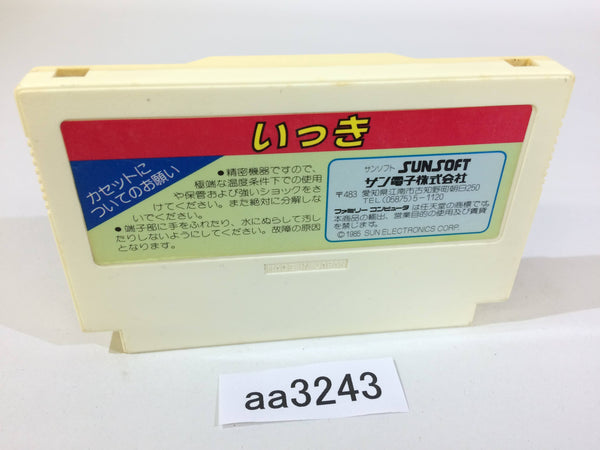 いっき
カセットに
ついてのお願い
●精密機器ですので、
極端な温度条件下での使用
や保管および強いショックをさ
けてください。また絶対に分解しな
いでください。
●端子部に手をふれたり、水にぬらして汚し
たりしないようにしてください。故障の原因
となります。
サンソフト SUNSOFT
サン電子株式会社
〒483 愛知県江南市古知野町朝日250
TEL.(05875)5-1120
ファミリーコンピュータは任天堂の商標です。
本商品の輸出、営業目的の使用及び賃貸
を禁じます。
©1985 SUN ELECTRONICS CORP.
MADE IN JAPAN
aa3243